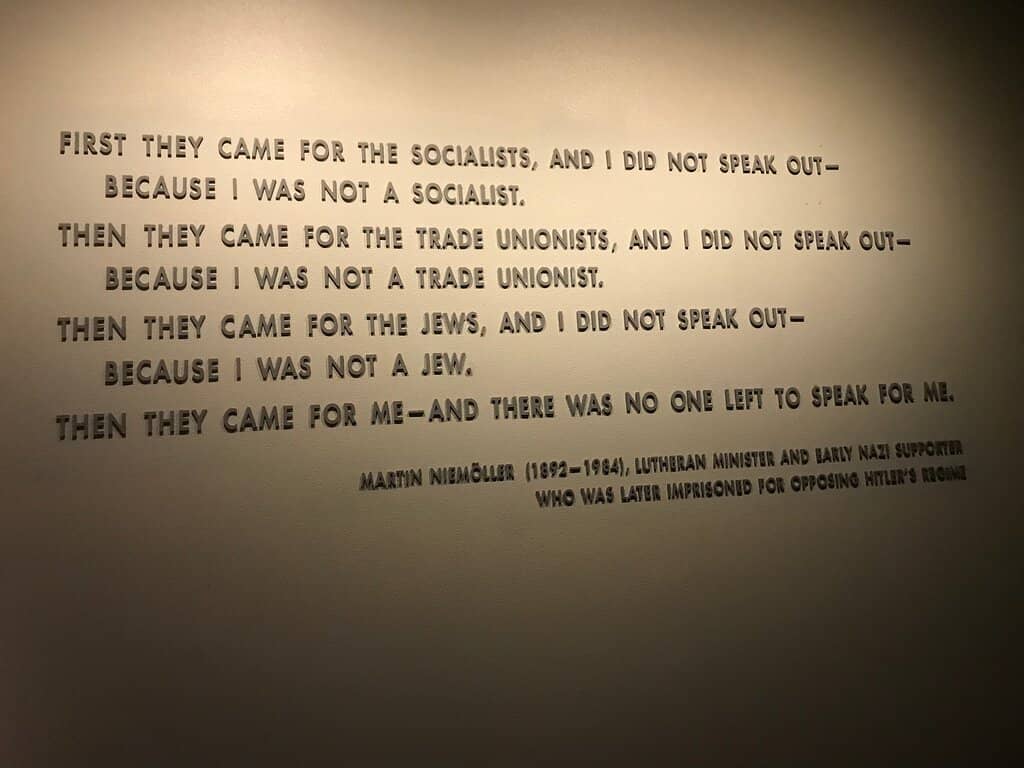 FIRST THEY CAME FOR THE SOCIALISTS, AND I DID NOT SPEAK OUT—
BECAUSE I WAS NOT A SOCIALIST.
THEN THEY CAME FOR THE TRADE UNIONISTS, AND I DID NOT SPEAK OUT—
BECAUSE I WAS NOT A TRADE UNIONIST.
THEN THEY CAME FOR THE JEWS, AND I DID NOT SPEAK OUT—
BECAUSE I WAS NOT A JEW.
THEN THEY CAME FOR ME—AND THERE WAS NO ONE LEFT TO SPEAK FOR ME.
MARTIN NIEMÖLLER (1892–1984), LUTHERAN MINISTER AND EARLY NAZI SUPPORTER
WHO WAS LATER IMPRISONED FOR OPPOSING HITLER'S REGIME